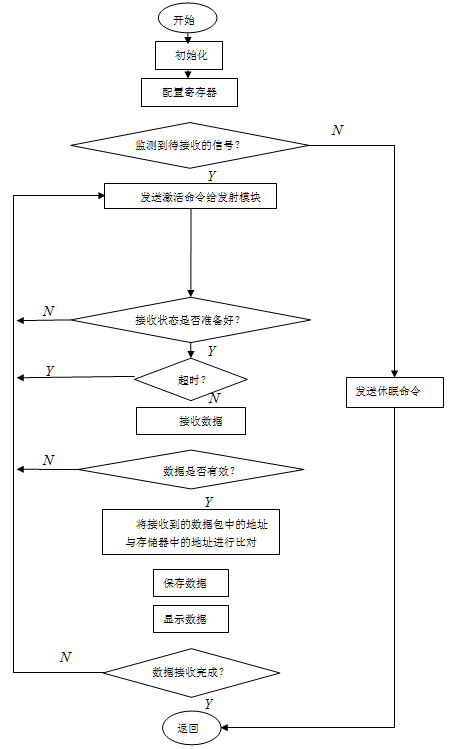 开始
初始化
配置寄存器
监测到待接收的信号?
N
Y
发送激活命令给发射模块
接收状态是否准备好?
N
Y
超时?
Y
N
发送休眠命令
接收数据
数据是否有效?
N
Y
将接收到的数据包中的地址
与存储器中的地址进行比对
保存数据
显示数据
数据接收完成?
N
Y
返回